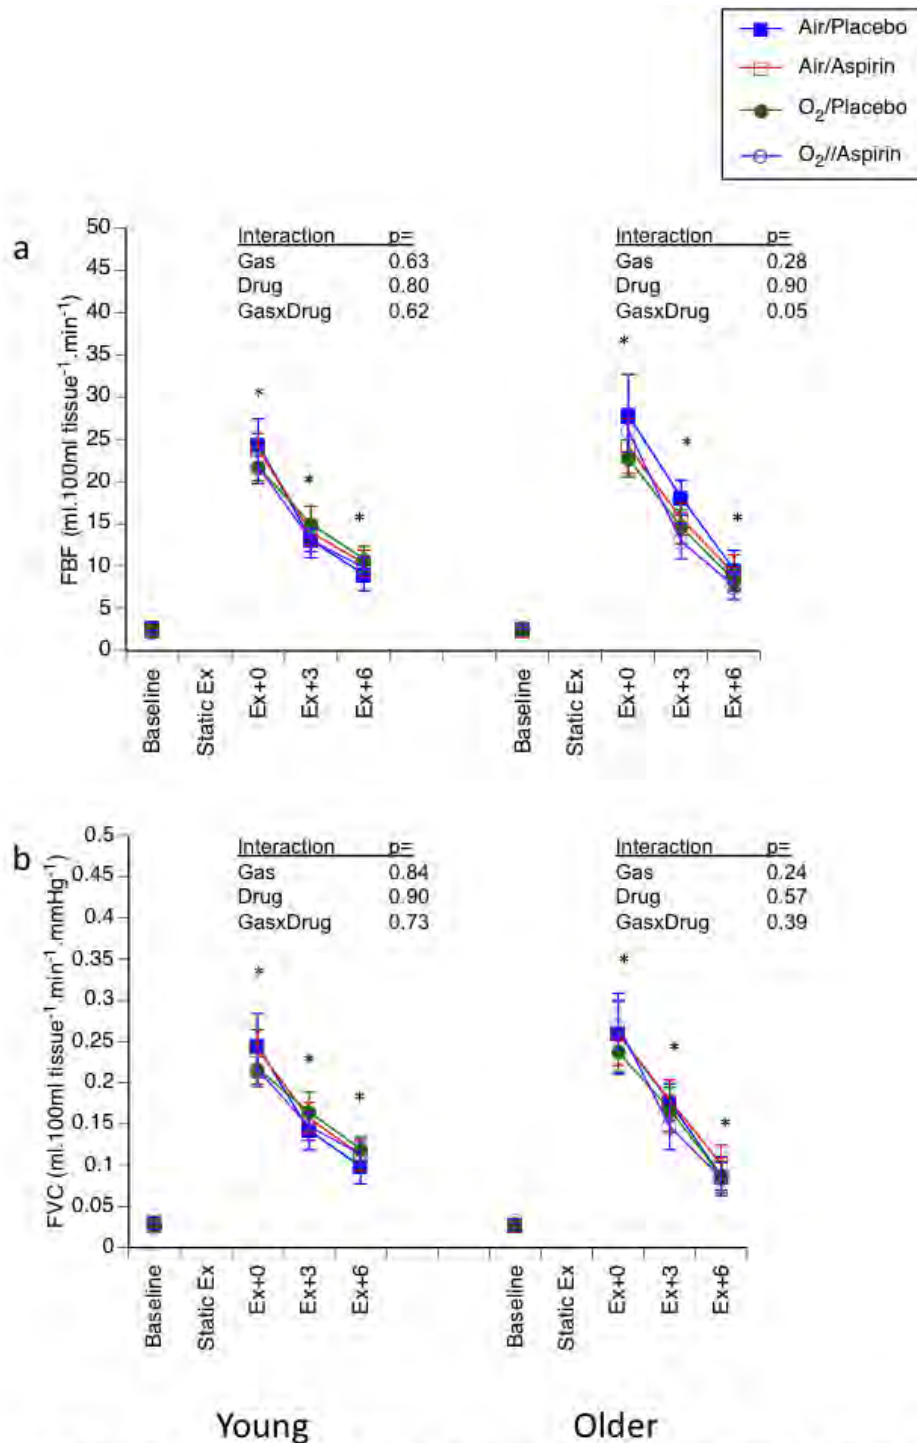 Air/Placebo
Air/Aspirin
O2/Placebo
O2//Aspirin
a
FBF (ml.100ml tissue-1.min-1)
50
45
40
35
30
25
20
15
10
5
0
Interaction p=
Gas 0.63
Drug 0.80
GasxDrug 0.62
Interaction p=
Gas 0.28
Drug 0.90
GasxDrug 0.05
* * *
* * *
Baseline
Static Ex
Ex+0
Ex+3
Ex+6
Baseline
Static Ex
Ex+0
Ex+3
Ex+6
b
FVC (ml.100ml tissue-1.min-1.mmHg-1)
0.5
0.45
0.4
0.35
0.3
0.25
0.2
0.15
0.1
0.05
0
Interaction p=
Gas 0.84
Drug 0.90
GasxDrug 0.73
Interaction p=
Gas 0.24
Drug 0.57
GasxDrug 0.39
* * *
* * *
Baseline
Static Ex
Ex+0
Ex+3
Ex+6
Baseline
Static Ex
Ex+0
Ex+3
Ex+6
Young Older